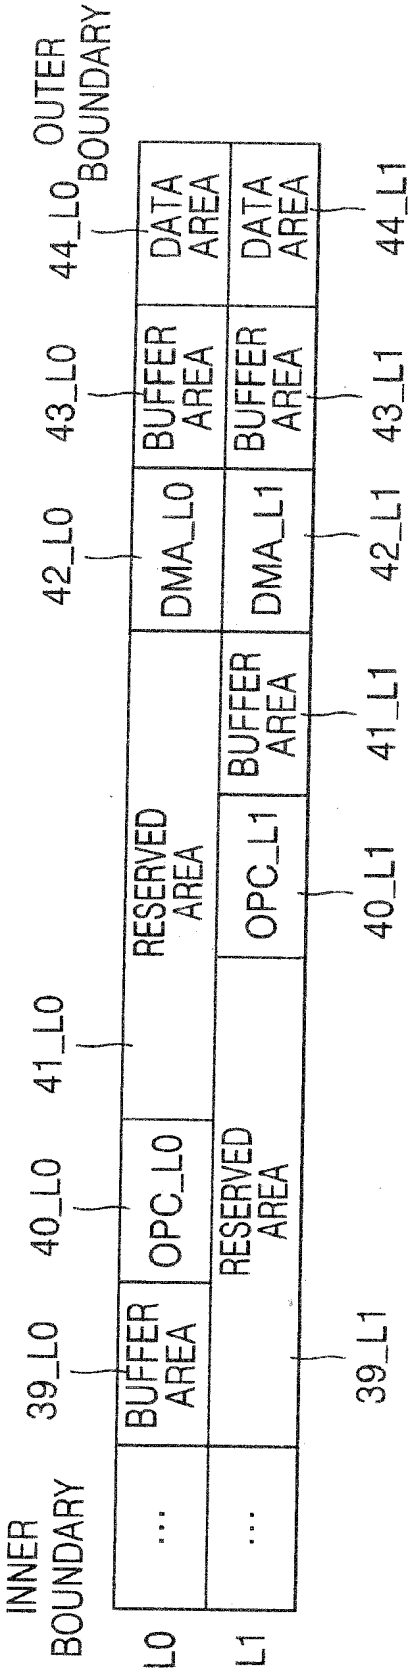 INNER
BOUNDARY
OUTER
BOUNDARY
39_L0
40_L0
41_L0
42_L0
43_L0
44_L0
L0
...
BUFFER
AREA
OPC_L0
RESERVED
AREA
DMA_L0
BUFFER
AREA
DATA
AREA
L1
...
RESERVED
AREA
OPC_L1
BUFFER
AREA
DMA_L1
BUFFER
AREA
DATA
AREA
39_L1
40_L1
41_L1
42_L1
43_L1
44_L1